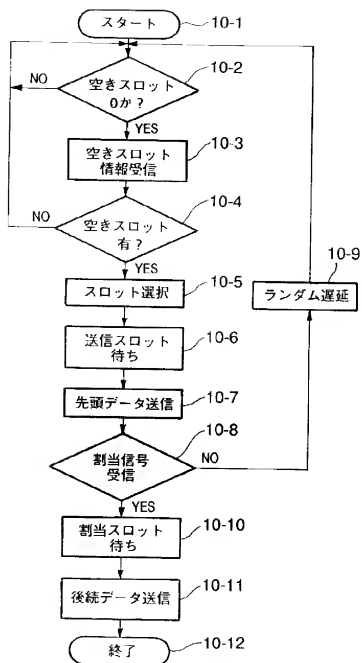 スタート
10-1
10-2
NO
空きスロット
0か？
YES
10-3
空きスロット
情報受信
10-4
NO
空きスロット
有？
YES
10-5
スロット選択
10-9
ランダム遅延
10-6
送信スロット
待ち
10-7
先頭データ送信
10-8
割当信号
受信
NO
YES
10-10
割当スロット
待ち
10-11
後続データ送信
10-12
終了